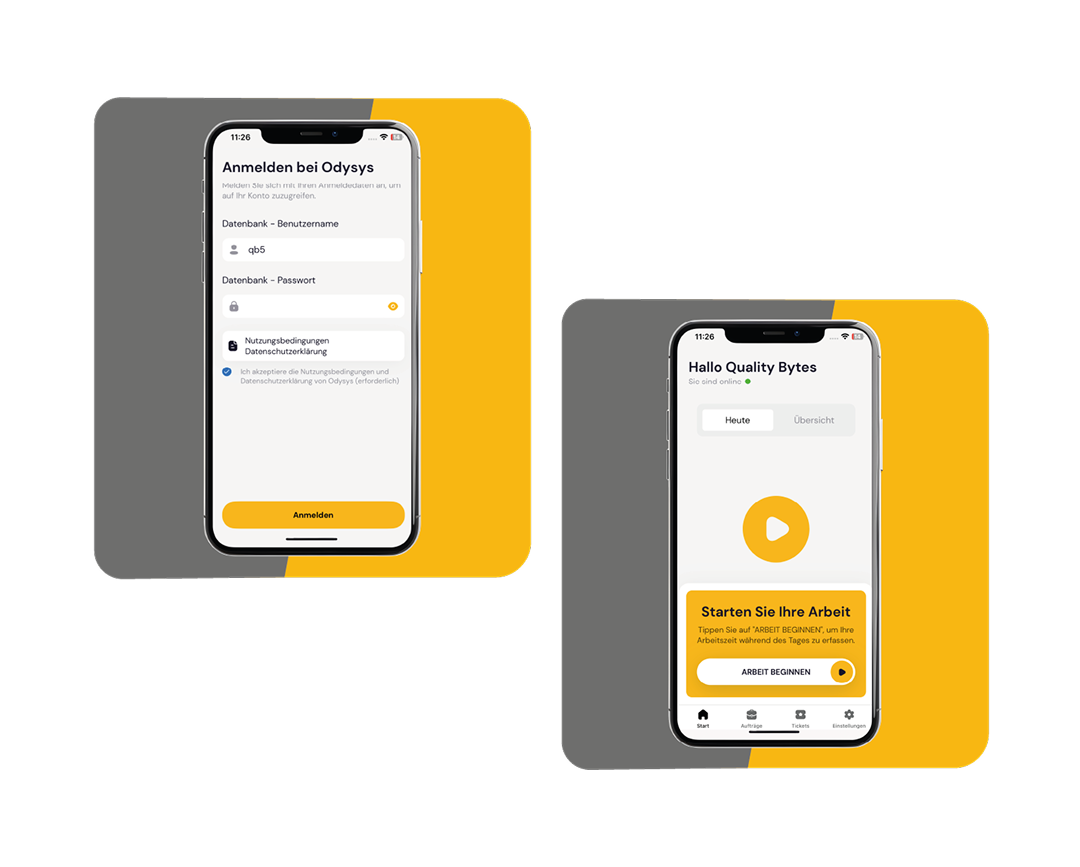 11:26
54
Anmelden bei Odysys
Melden Sie sich mit Ihren Anmeldedaten an, um
auf Ihr Konto zuzugreifen.
Datenbank - Benutzername
qb5
Datenbank - Passwort
Nutzungsbedingungen
Datenschutzerklärung
Ich akzeptiere die Nutzungsbedingungen und
Datenschutzerklärung von Odysys (erforderlich)
Anmelden
11:26
54
Hallo Quality Bytes
Sie sind online
Heute
Übersicht
Starten Sie Ihre Arbeit
Tippen Sie auf "ARBEIT BEGINNEN", um Ihre
Arbeitszeit während des Tages zu erfassen.
ARBEIT BEGINNEN
Start
Aufträge
Tickets
Einstellungen